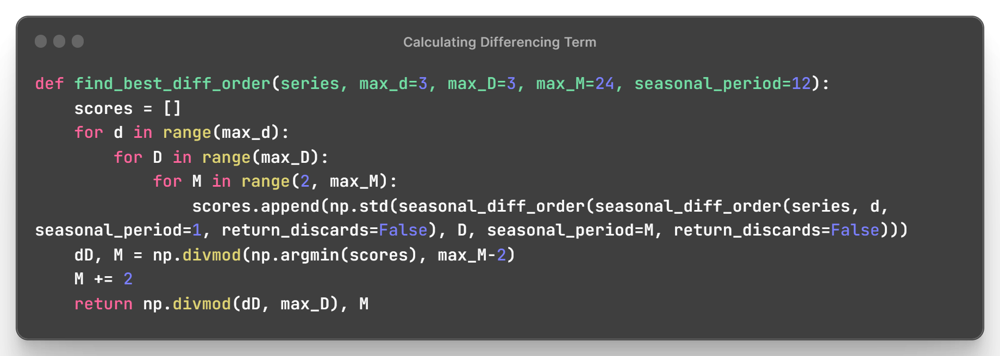 Calculating Differencing Term
def find_best_diff_order(series, max_d=3, max_D=3, max_M=24, seasonal_period=12):
    scores = []
    for d in range(max_d):
        for D in range(max_D):
            for M in range(2, max_M):
                scores.append(np.std(seasonal_diff_order(seasonal_diff_order(series, d,
seasonal_period=1, return_discards=False), D, seasonal_period=M, return_discards=False)))
    dD, M = np.divmod(np.argmin(scores), max_M-2)
    M += 2
    return np.divmod(dD, max_D), M